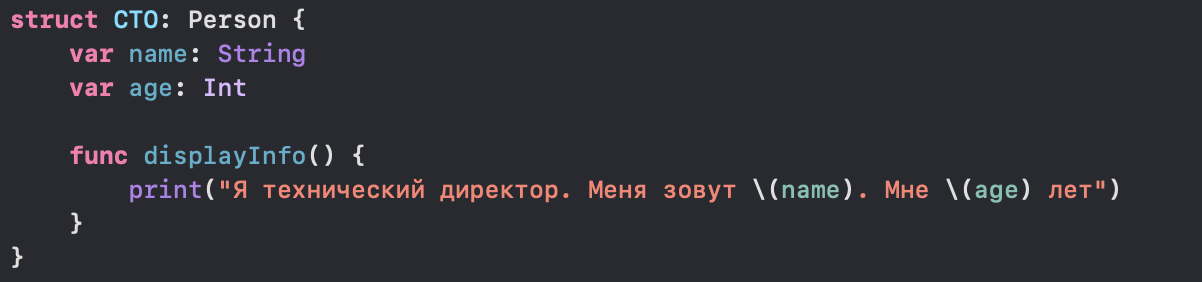 struct CTO: Person {
    var name: String
    var age: Int

    func displayInfo() {
        print("Я технический директор. Меня зовут \(name). Мне \(age) лет")
    }
}